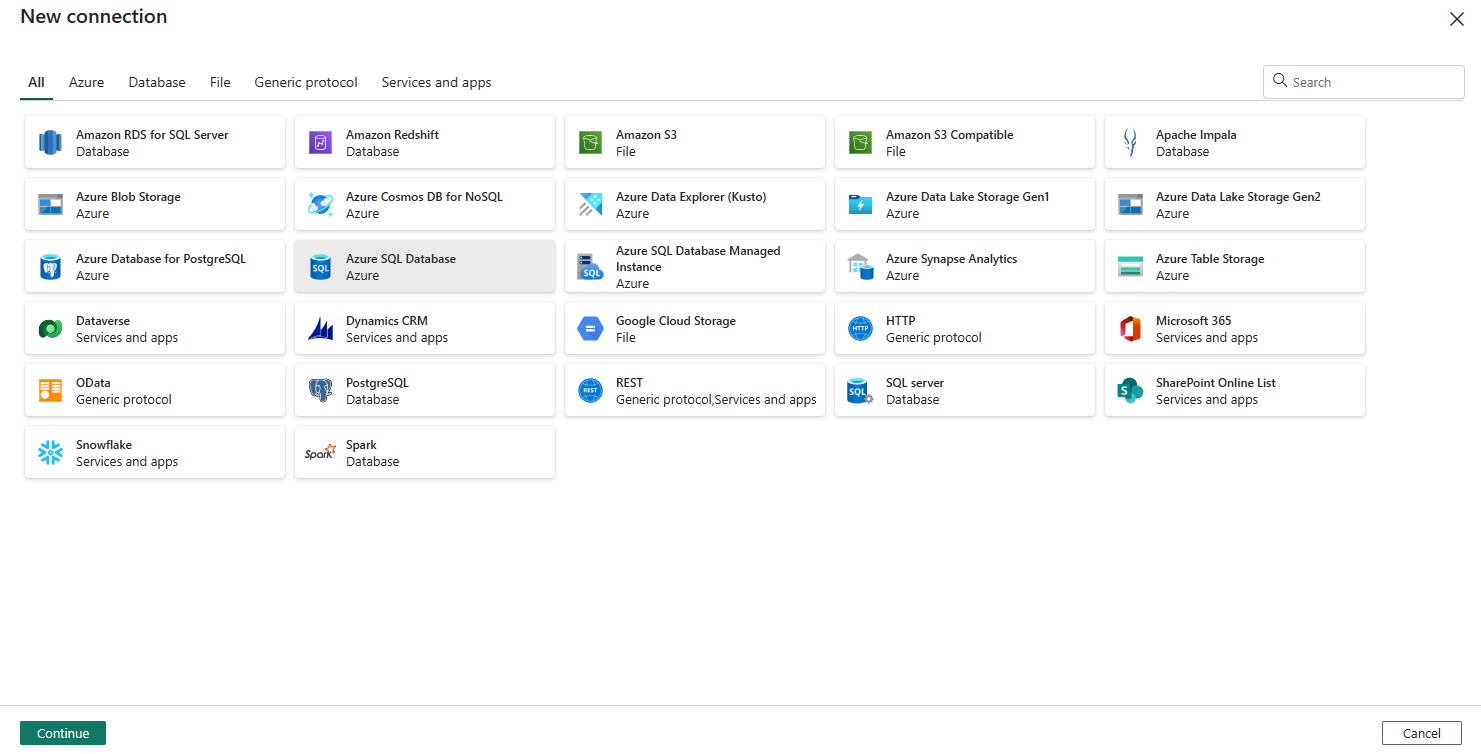 New connection
All Azure Database File Generic protocol Services and apps
Search
Amazon RDS for SQL Server
Database
Amazon Redshift
Database
Amazon S3
File
Amazon S3 Compatible
File
Apache Impala
Database
Azure Blob Storage
Azure
Azure Cosmos DB for NoSQL
Azure
Azure Data Explorer (Kusto)
Azure
Azure Data Lake Storage Gen1
Azure
Azure Data Lake Storage Gen2
Azure
Azure Database for PostgreSQL
Azure
SQL
Azure SQL Database
Azure
SQL
Azure SQL Database Managed
Instance
Azure
Azure Synapse Analytics
Azure
Azure Table Storage
Azure
Dataverse
Services and apps
Dynamics CRM
Services and apps
Google Cloud Storage
File
HTTP
HTTP
Generic protocol
Microsoft 365
Services and apps
OData
Generic protocol
PostgreSQL
Database
REST
REST
Generic protocol,Services and apps
SQL
SQL server
Database
S
SharePoint Online List
Services and apps
Snowflake
Services and apps
Spark
Spark
Database
Continue
Cancel